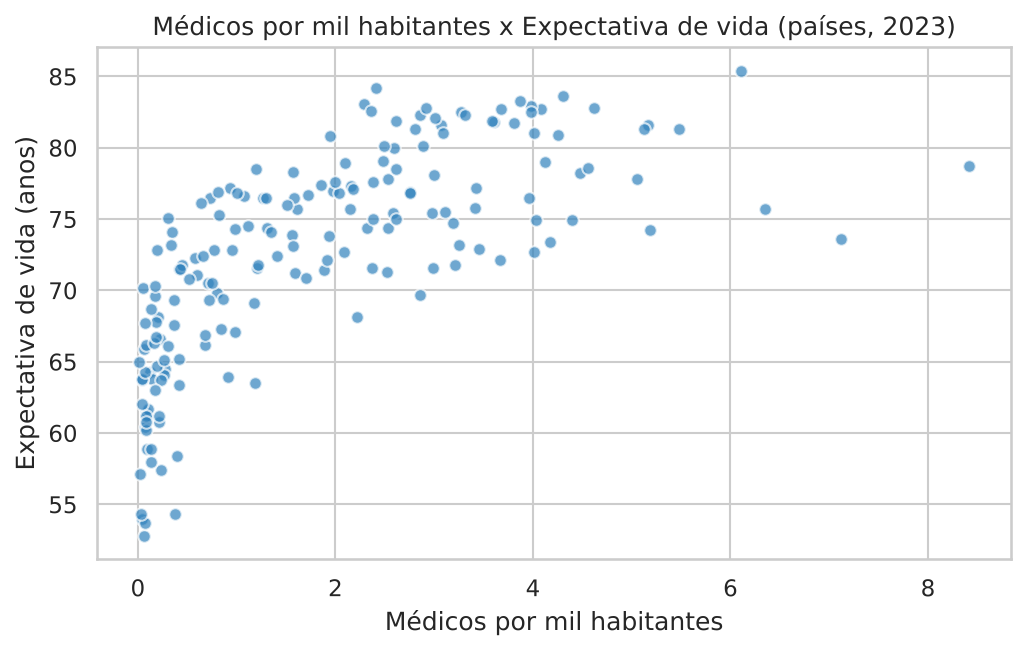 Médicos por mil habitantes x Expectativa de vida (países, 2023)
Expectativa de vida (anos)
85
80
75
70
65
60
55
0 2 4 6 8
Médicos por mil habitantes